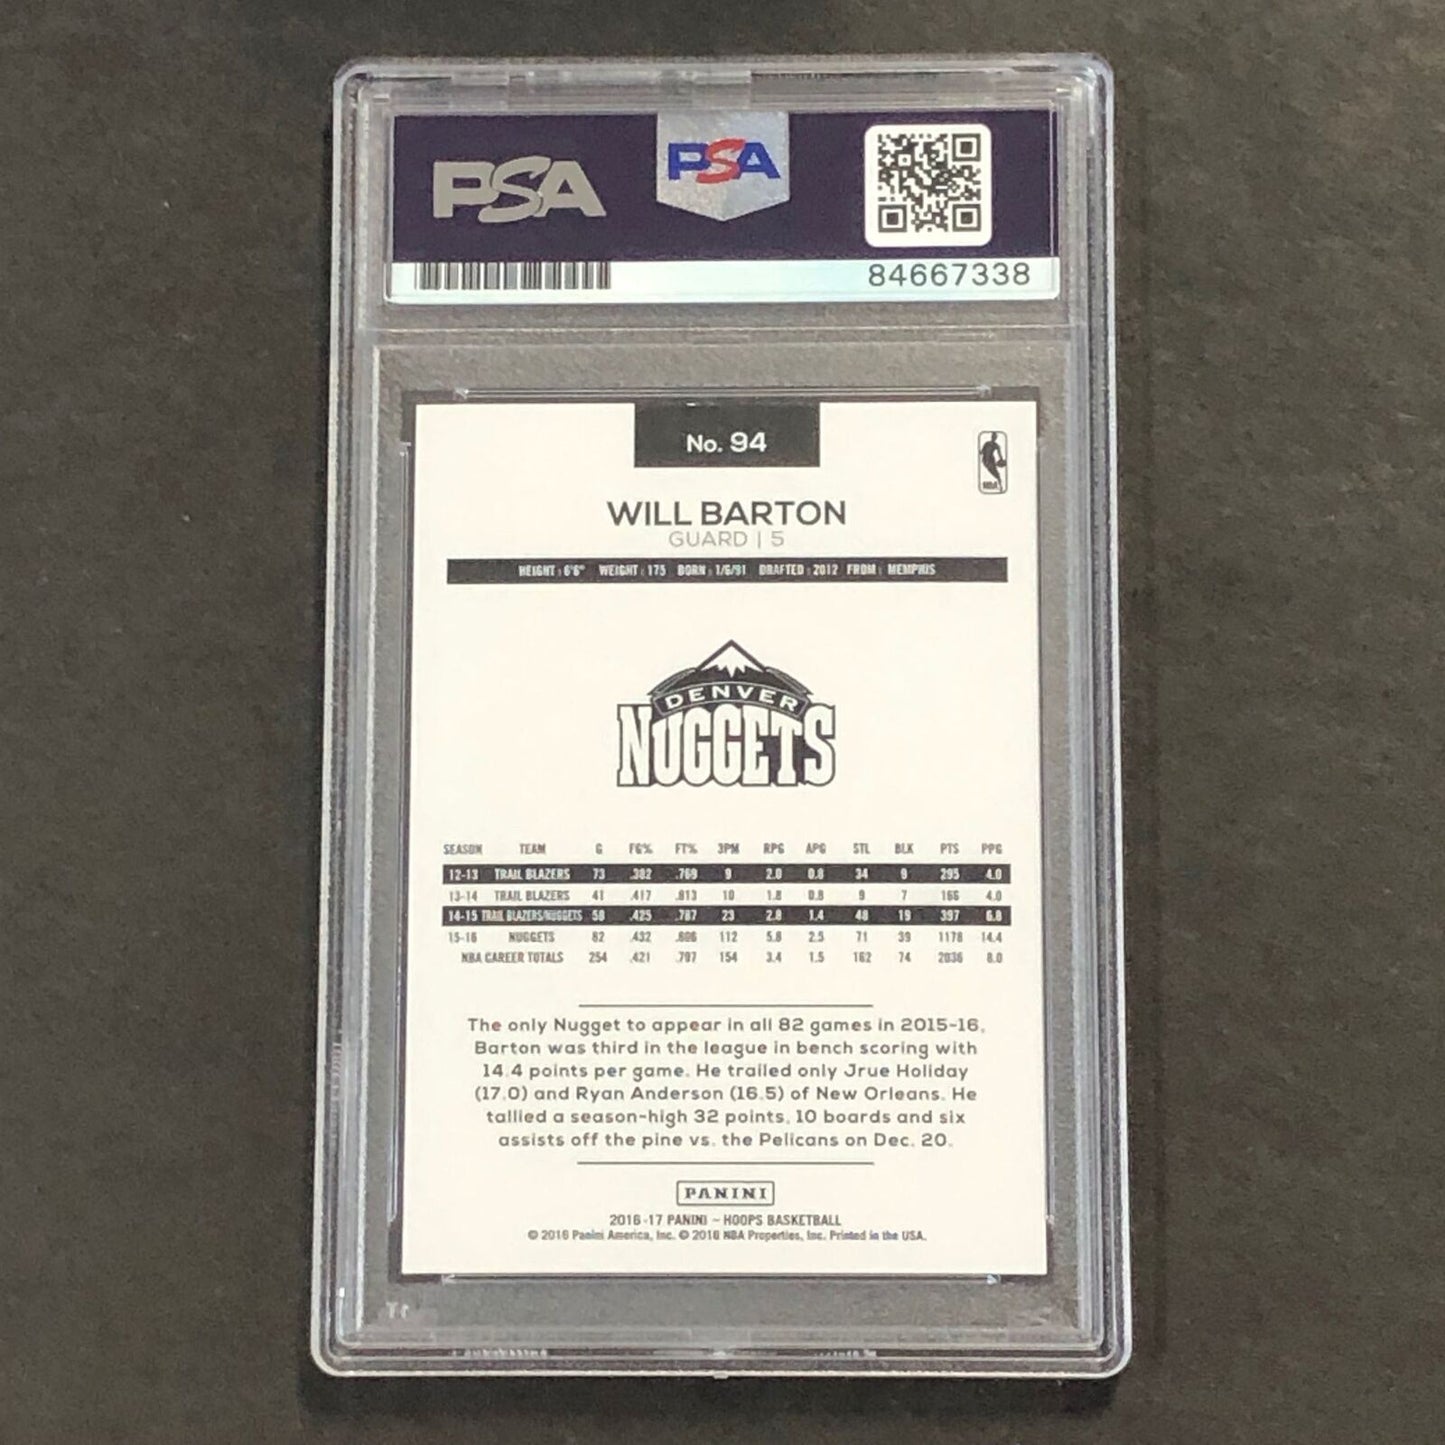 PSA
PSA
84667338
No. 94
NBA
WILL BARTON
GUARD | 5
HEIGHT : 6'6" WEIGHT : 175 BORN : 1/6/91 DRAFTED : 2012 FROM : MEMPHIS
DENVER
NUGGETS
SEASON TEAM G FG% FT% 3PM RPG APG STL BLK PTS PPG
12-13 TRAIL BLAZERS 73 .382 .769 9 2.0 0.8 34 9 295 4.0
13-14 TRAIL BLAZERS 41 .417 .813 10 1.8 0.8 9 7 166 4.0
14-15 TRAIL BLAZERS/NUGGETS 58 .425 .787 23 2.8 1.4 48 19 397 6.8
15-16 NUGGETS 82 .432 .806 112 5.8 2.5 71 39 1178 14.4
NBA CAREER TOTALS 254 .421 .797 154 3.4 1.5 162 74 2036 8.0
The only Nugget to appear in all 82 games in 2015-16,
Barton was third in the league in bench scoring with
14.4 points per game. He trailed only Jrue Holiday
(17.0) and Ryan Anderson (16.5) of New Orleans. He
tallied a season-high 32 points, 10 boards and six
assists off the pine vs. the Pelicans on Dec. 20.
PANINI
2016-17 PANINI – HOOPS BASKETBALL
© 2016 Panini America, Inc. © 2016 NBA Properties, Inc. Printed in the USA.